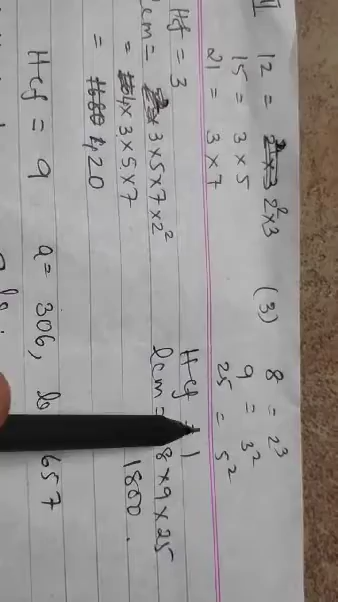 12 = 2² × 3
15 = 3 × 5
21 = 3 × 7
Hcf = 3
lcm = 3 × 5 × 7 × 2²
= 4 × 3 × 5 × 7
= 420
(3) 8 = 2³
9 = 3²
25 = 5²
Hcf = 1
lcm = 8 × 9 × 25
1800.
Hcf = 9 a = 306, b 657